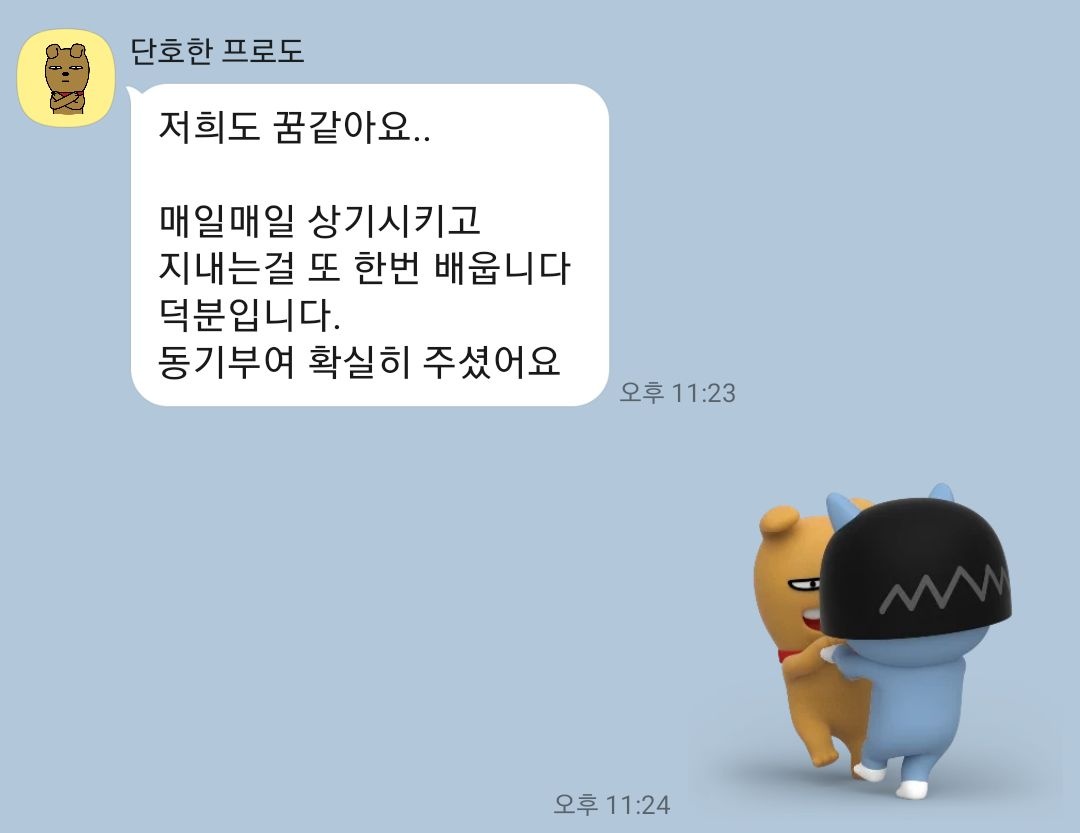 단호한 프로도
저희도 꿈같아요..
매일매일 상기시키고
지내는걸 또 한번 배웁니다
덕분입니다.
동기부여 확실히 주셨어요
오후 11:23
오후 11:24